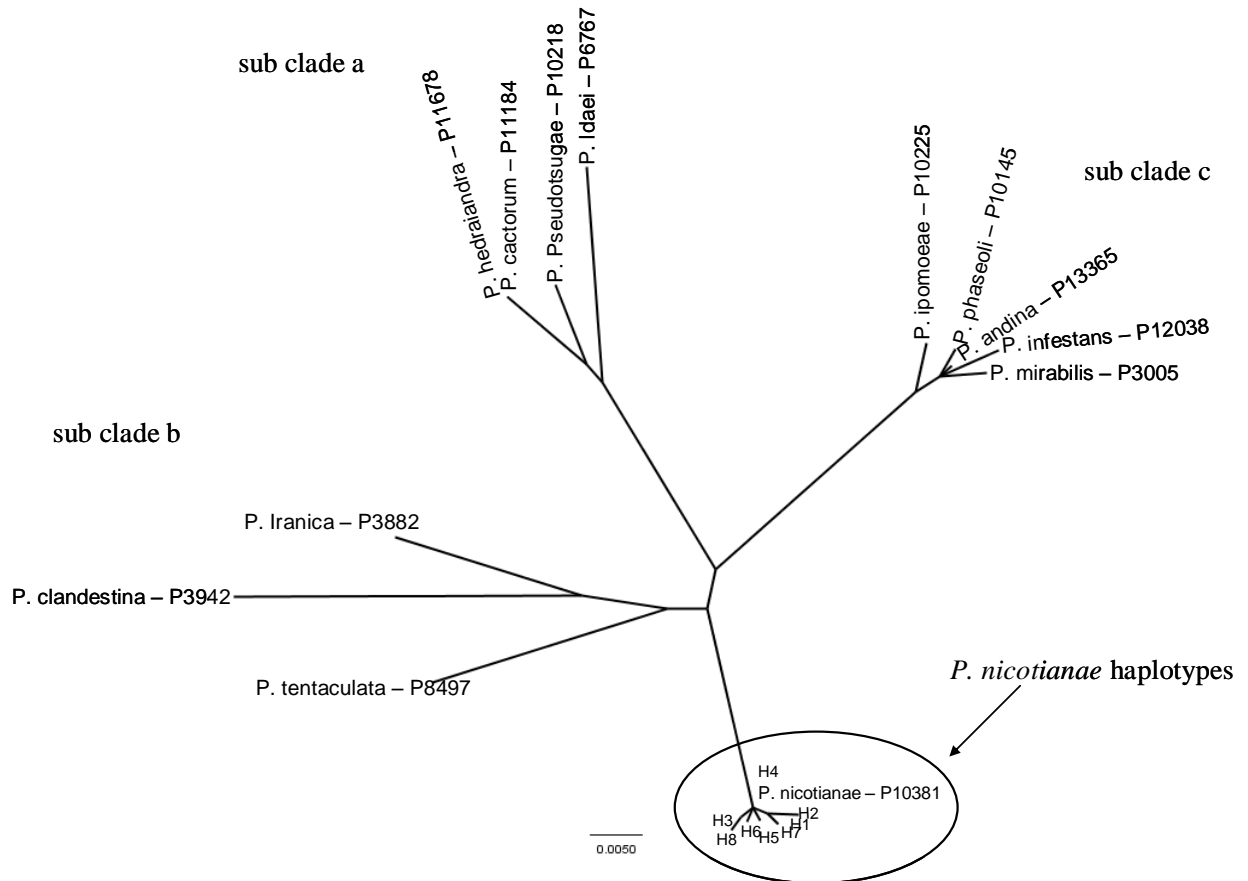 sub clade a
P. hedraiandra – P11678
P. cactorum – P11184
P. Pseudotsugae – P10218
P. Idaei – P6767
sub clade c
P. ipomoeae – P10225
P. phaseoli – P10145
P. andina – P13365
P. infestans – P12038
P. mirabilis – P3005
sub clade b
P. Iranica – P3882
P. clandestina – P3942
P. tentaculata – P8497
P. nicotianae haplotypes
H4
P. nicotianae – P10381
H2
H3
H1
H6
H7
H8
H5
0.0050